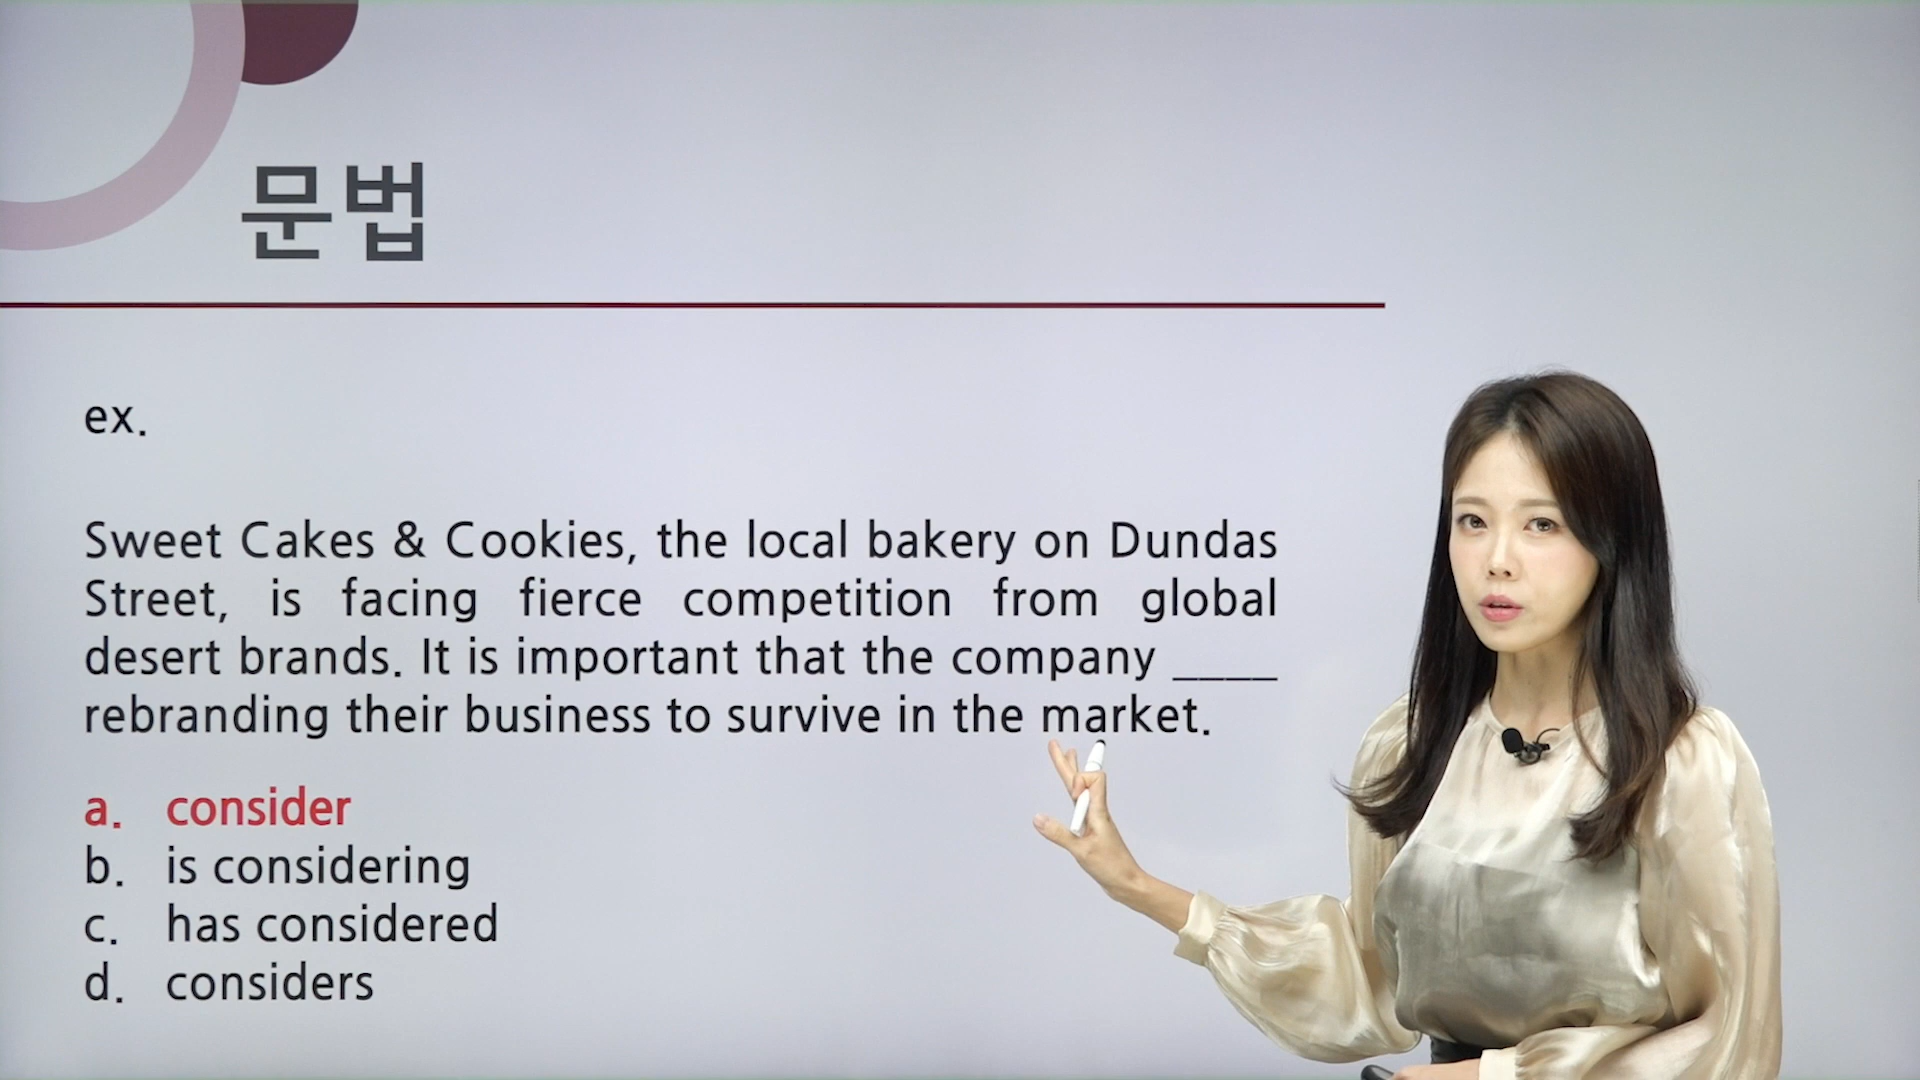 문법
ex.
Sweet Cakes & Cookies, the local bakery on Dundas
Street, is facing fierce competition from global
desert brands. It is important that the company ____
rebranding their business to survive in the market.
a. consider
b. is considering
c. has considered
d. considers